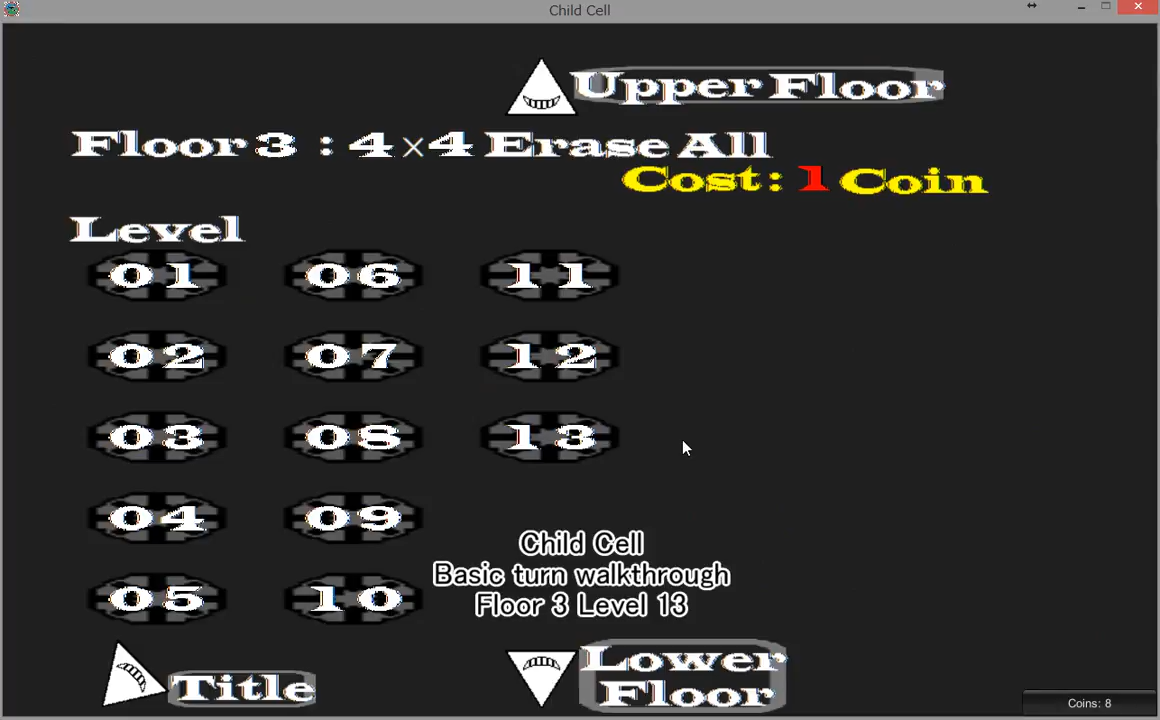 Child Cell
Upper Floor
Floor 3 : 4×4 Erase All
Cost: 1 Coin
Level
01 06 11
02 07 12
03 08 13
04 09
05 10
Child Cell
Basic turn walkthrough
Floor 3 Level 13
Title
Lower
Floor
Coins: 8